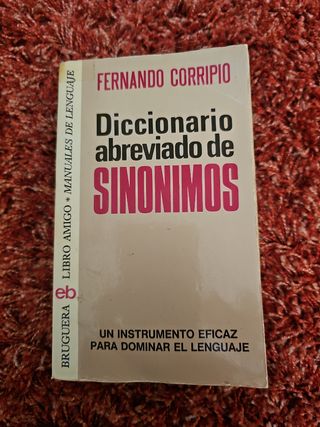 FERNANDO CORRIPIO
Diccionario
abreviado de
SINONIMOS
UN INSTRUMENTO EFICAZ
PARA DOMINAR EL LENGUAJE
BRUGUERA eb LIBRO AMIGO * MANUALES DE LENGUAJE